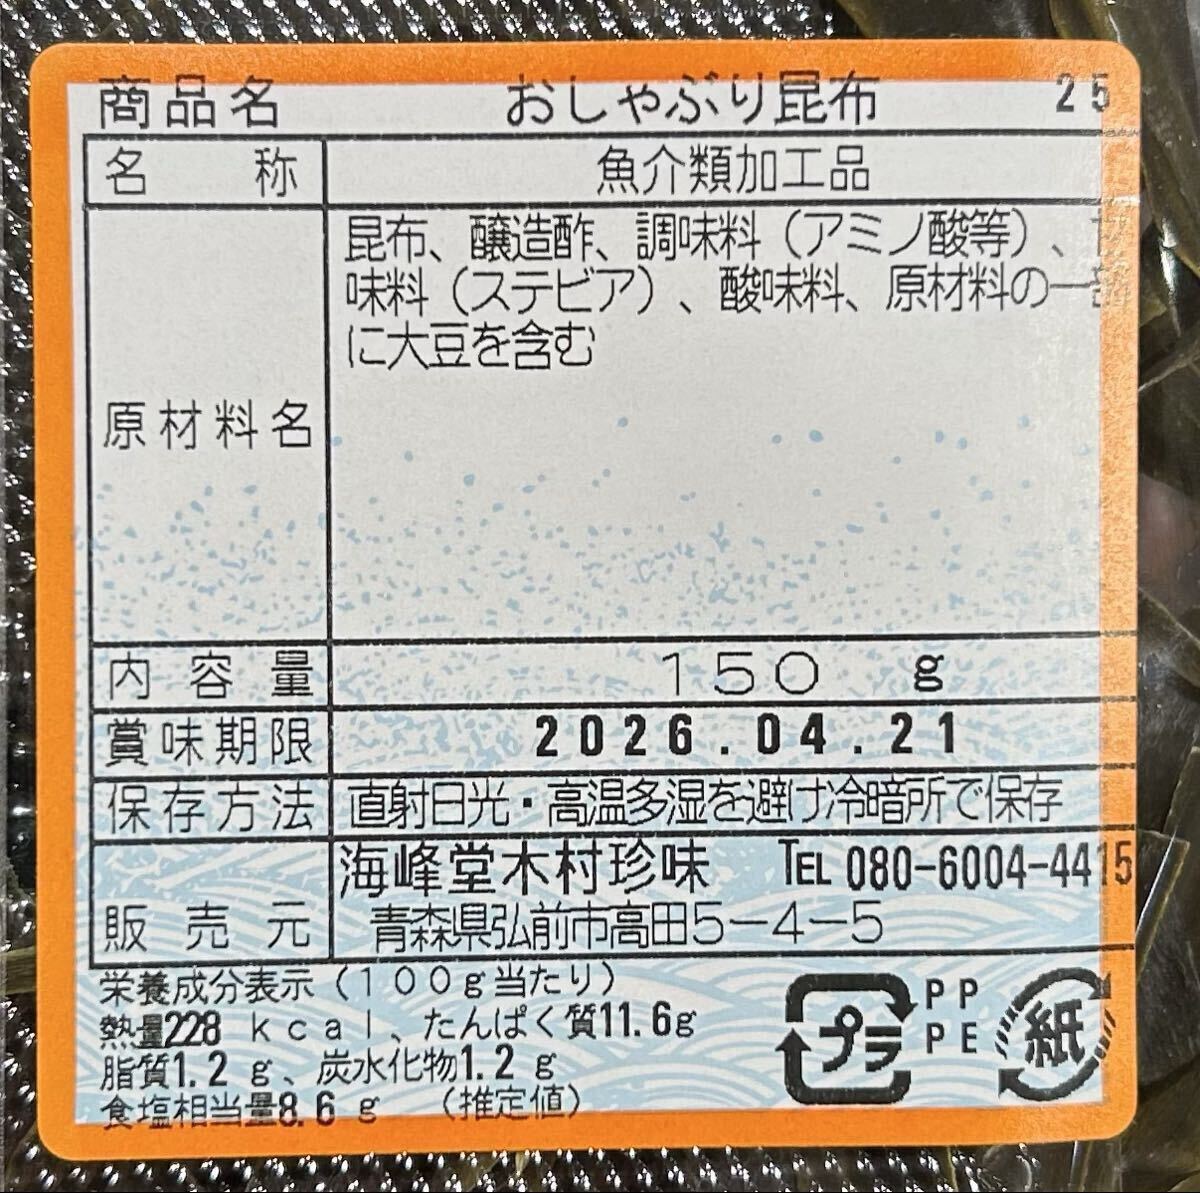 商品名 おしゃぶり昆布 25
名称 魚介類加工品
原材料名 昆布、醸造酢、調味料(アミノ酸等)、
味料(ステビア)、酸味料、原材料の一部
に大豆を含む
内容量 150 g
賞味期限 2026.04.21
保存方法 直射日光・高温多湿を避け冷暗所で保存
販売元 海峰堂木村珍味 TEL 080-6004-4415
青森県弘前市高田5-4-5
栄養成分表示(100g当たり)
熱量228 kcal、たんぱく質11.6g
脂質1.2g、炭水化物1.2g
食塩相当量8.6g (推定値)
プラ
PP
PE
紙